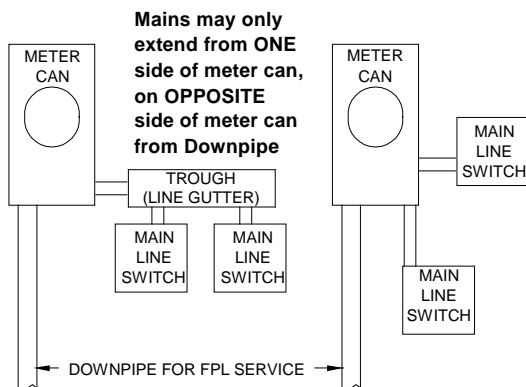 METER
CAN
Mains may only
extend from ONE
side of meter can,
on OPPOSITE
side of meter can
from Downpipe
METER
CAN
TROUGH
(LINE GUTTER)
MAIN
LINE
SWITCH
MAIN
LINE
SWITCH
MAIN
LINE
SWITCH
MAIN
LINE
SWITCH
DOWNPIPE FOR FPL SERVICE